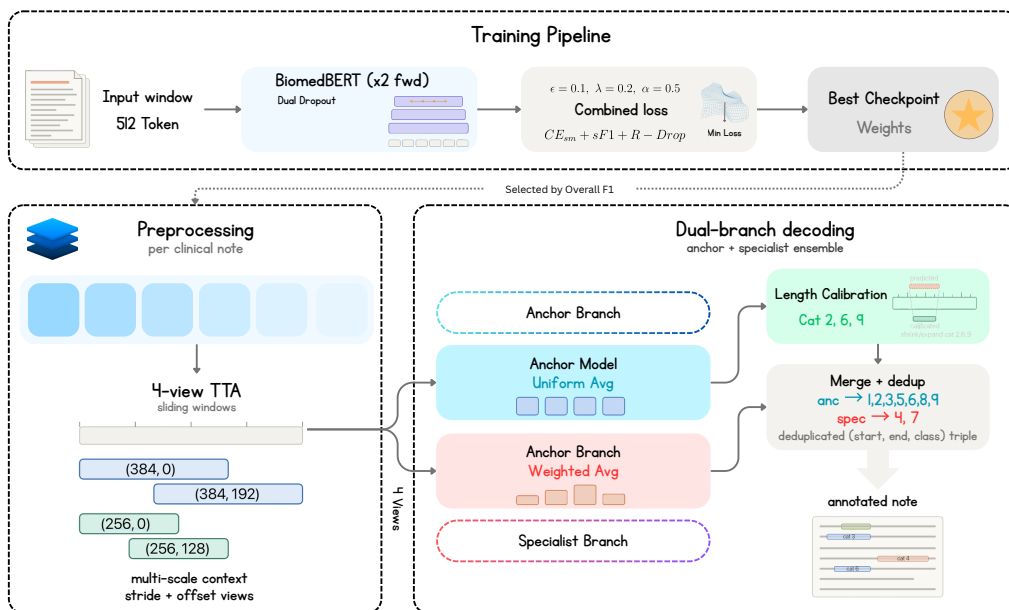 Training Pipeline
Input window
512 Token
BiomedBERT (x2 fwd)
Dual Dropout
ϵ = 0.1, λ = 0.2, α = 0.5
Combined loss
CE_{sm} + sF1 + R − Drop
Min Loss
Best Checkpoint
Weights
Selected by Overall F1
Preprocessing
per clinical note
4-view TTA
sliding windows
(384, 0)
(384, 192)
(256, 0)
(256, 128)
multi-scale context
stride + offset views
4 Views
Dual-branch decoding
anchor + specialist ensemble
Anchor Branch
Anchor Model
Uniform Avg
Anchor Branch
Weighted Avg
Specialist Branch
Length Calibration
Cat 2, 6, 9
predicted
calibrated
shrink/expand cat 2,6,9
Merge + dedup
anc → 1,2,3,5,6,8,9
spec → 4, 7
deduplicated (start, end, class) triple
annotated note
cat 3
cat 4
cat 6